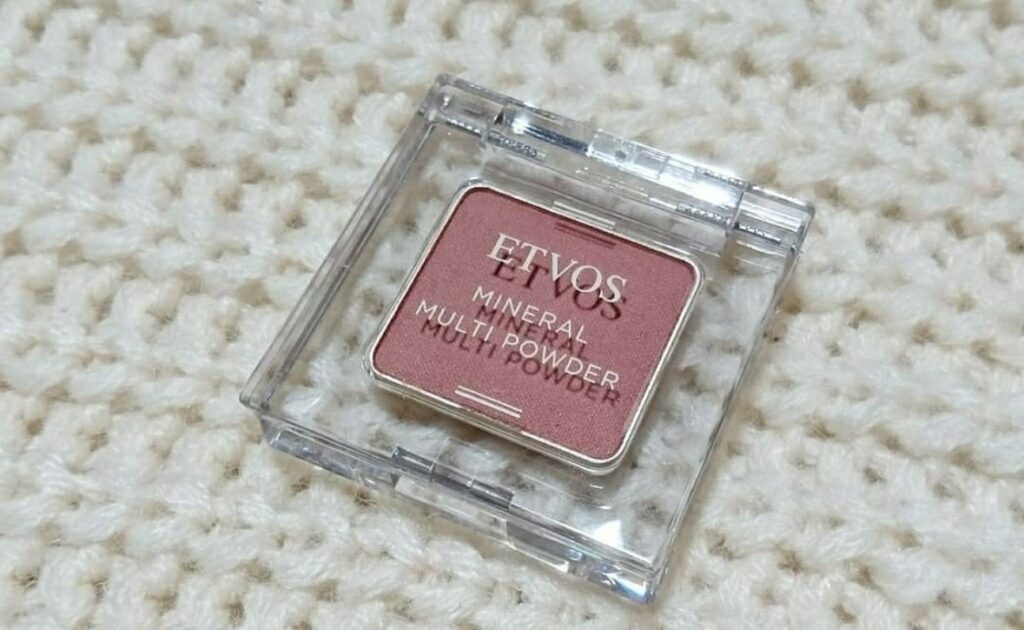 ETVOS
MINERAL
MULTI POWDER